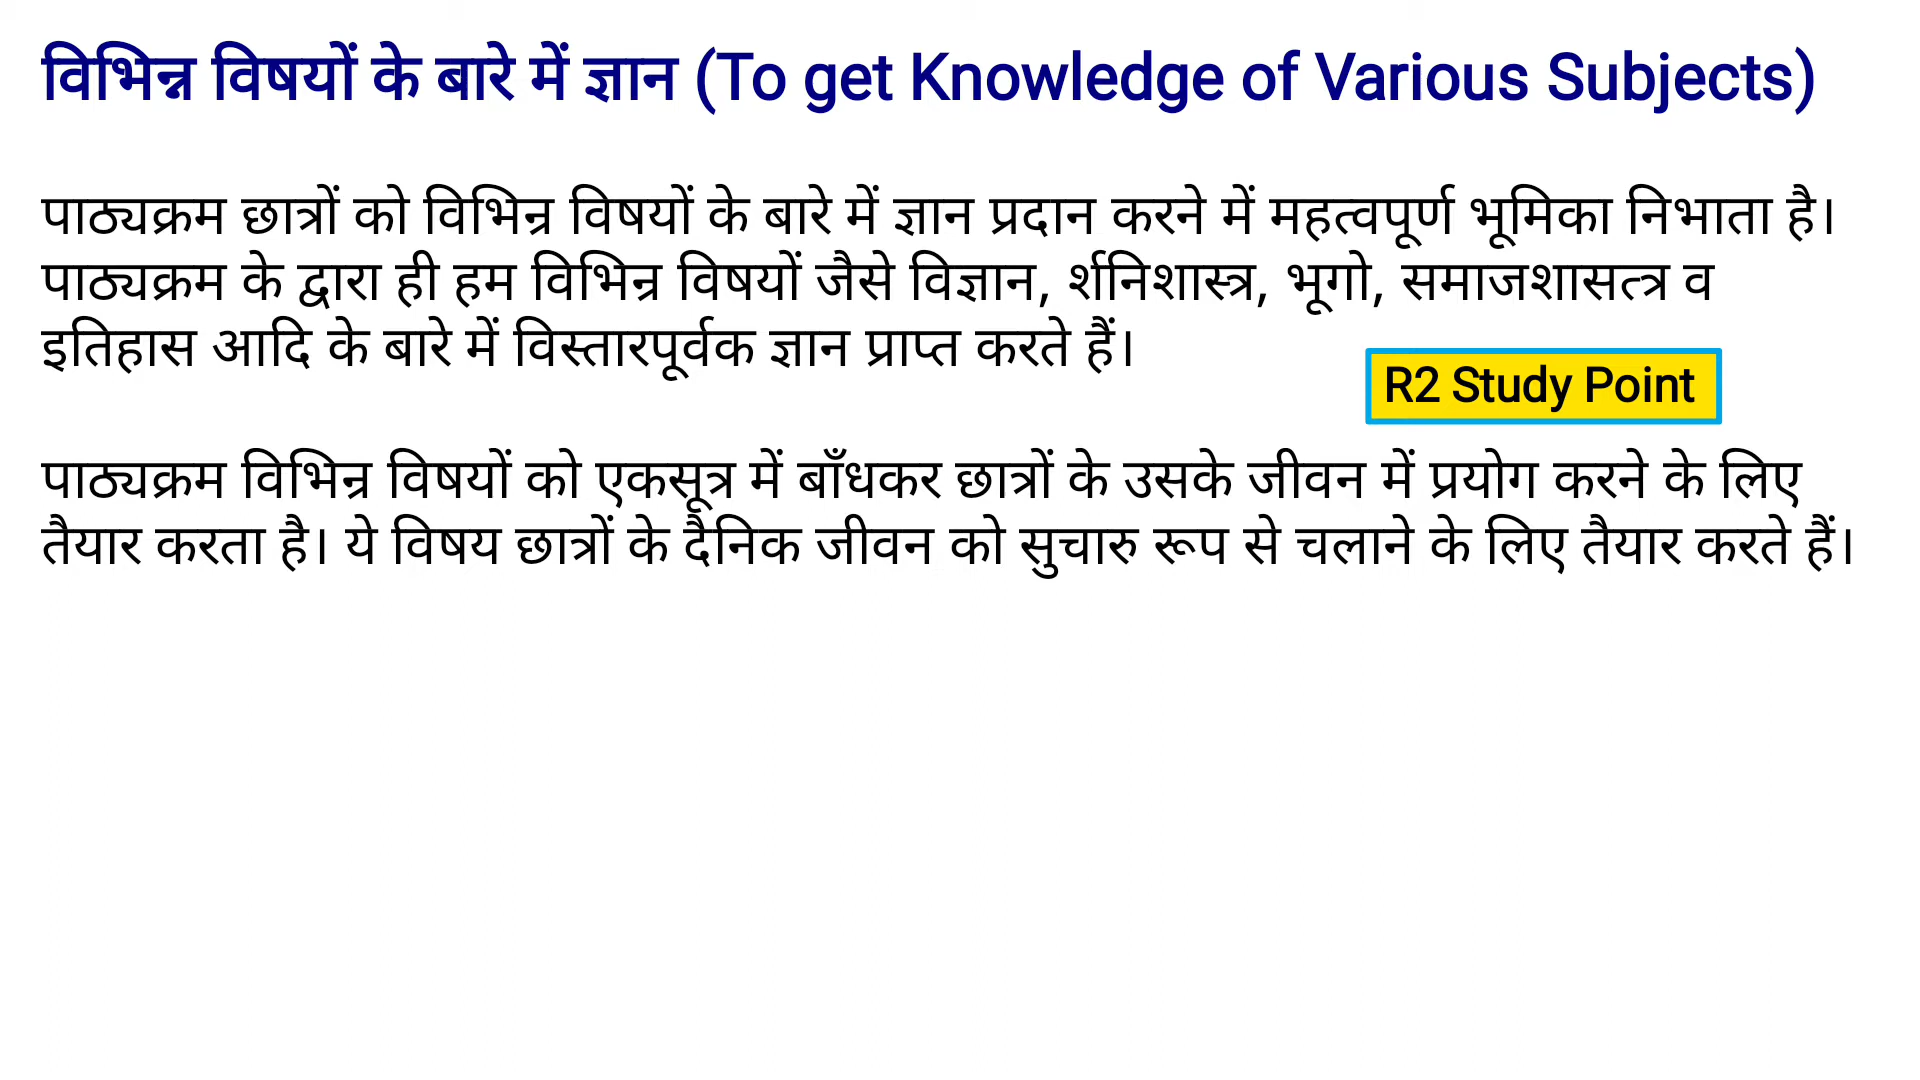 विभिन्न विषयों के बारे में ज्ञान (To get Knowledge of Various Subjects)
पाठ्यक्रम छात्रों को विभिन्र विषयों के बारे में ज्ञान प्रदान करने में महत्वपूर्ण भूमिका निभाता है।
पाठ्यक्रम के द्वारा ही हम विभिन्र विषयों जैसे विज्ञान, र्शनिशास्त्र, भूगो, समाजशासत्त्र व
इतिहास आदि के बारे में विस्तारपूर्वक ज्ञान प्राप्त करते हैं।
R2 Study Point
पाठ्यक्रम विभिन्र विषयों को एकसूत्र में बाँधकर छात्रों के उसके जीवन में प्रयोग करने के लिए
तैयार करता है। ये विषय छात्रों के दैनिक जीवन को सुचारु रूप से चलाने के लिए तैयार करते हैं।